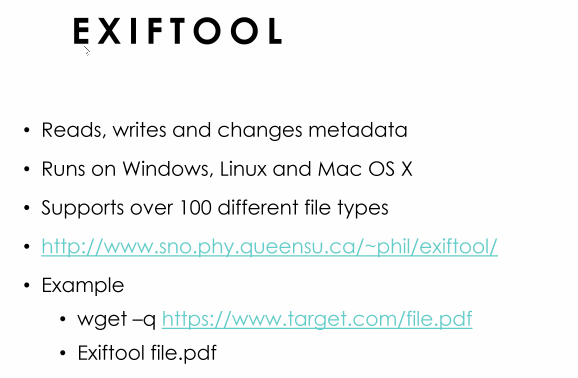 EXIFTOOL
• Reads, writes and changes metadata
• Runs on Windows, Linux and Mac OS X
• Supports over 100 different file types
• http://www.sno.phy.queensu.ca/~phil/exiftool/
• Example
• wget –q https://www.target.com/file.pdf
• Exiftool file.pdf